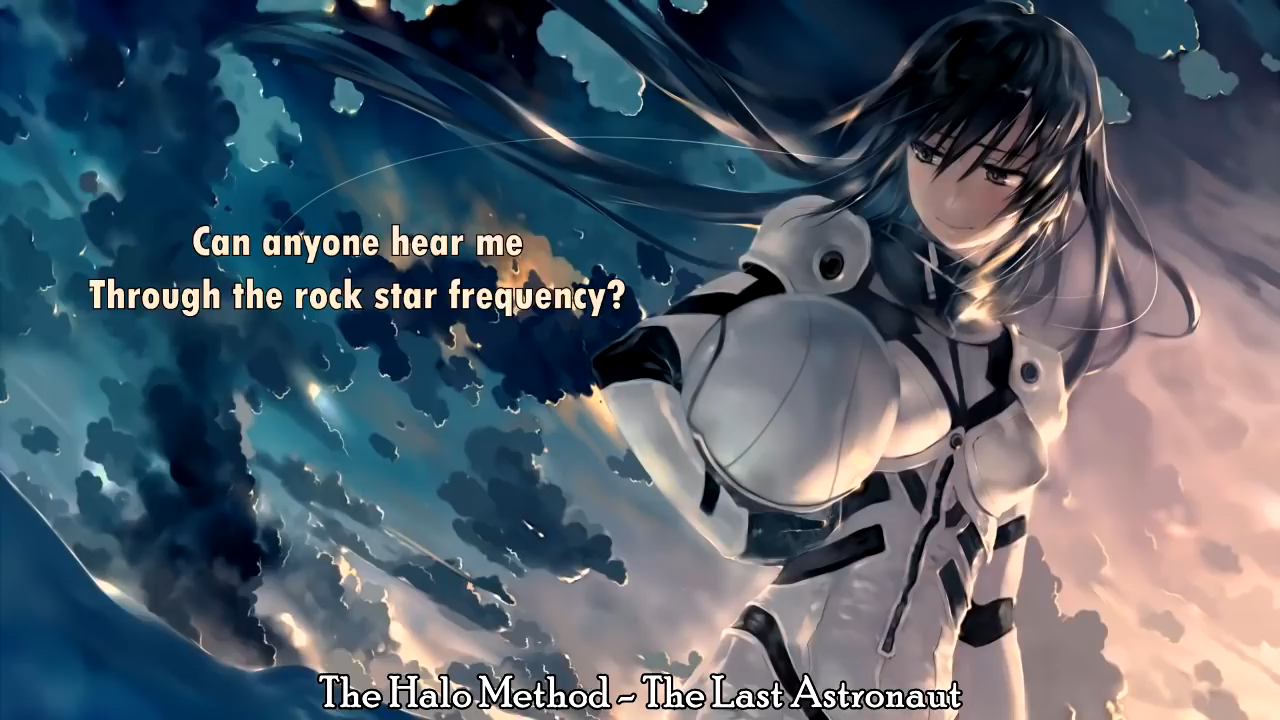 Can anyone hear me
Through the rock star frequency?
The Halo Method - The Last Astronaut